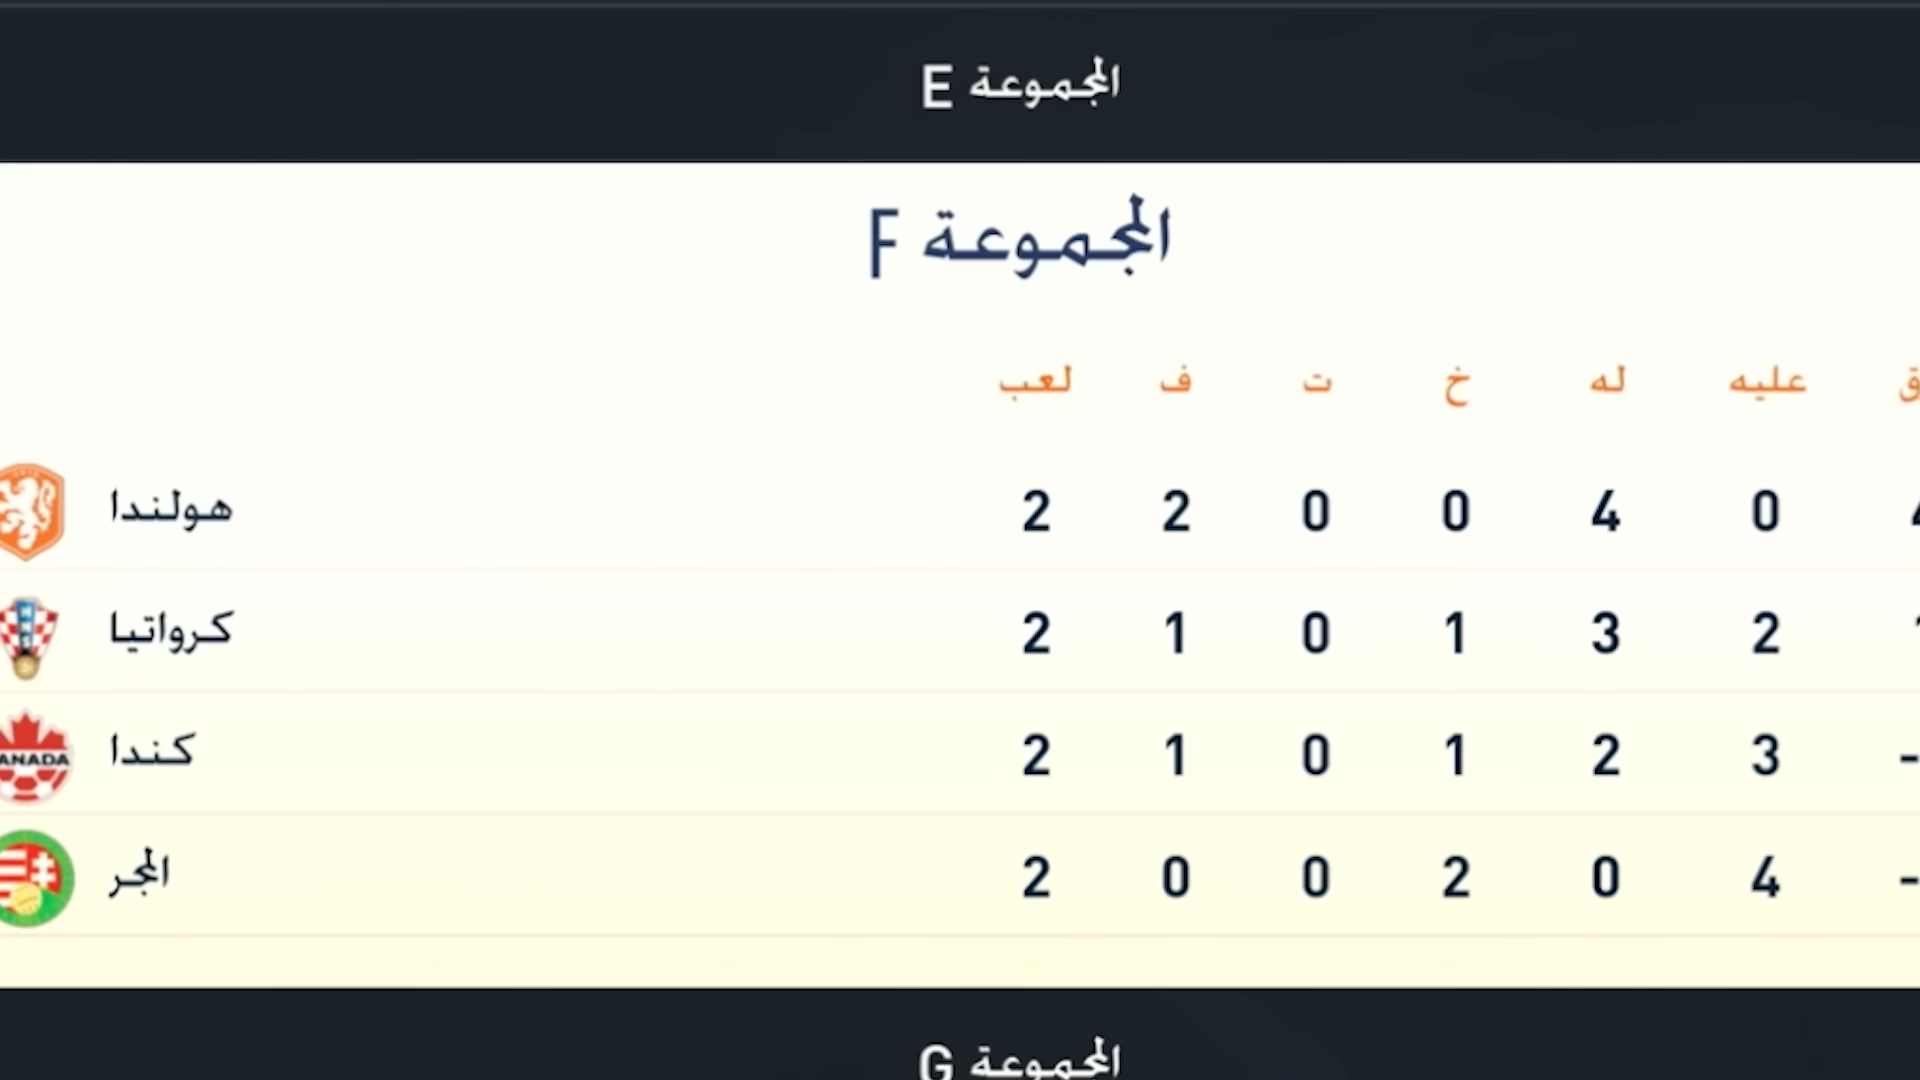 المجموعة E
المجموعة F
لعب ف ت خ له عليه
هولندا 2 2 0 0 4 0
كرواتيا 2 1 0 1 3 2
كندا 2 1 0 1 2 3 -
CANADA
المجر 2 0 0 2 0 4 -
المجموعة G